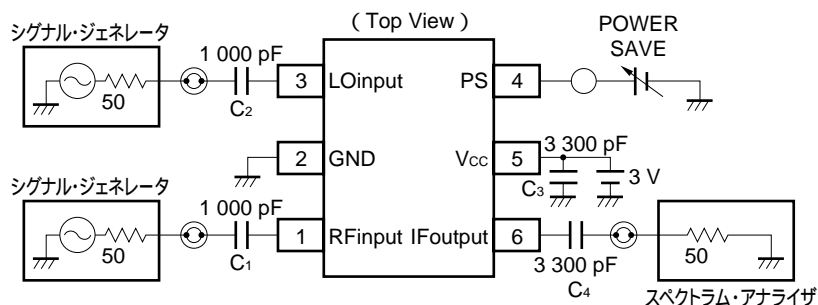 ( Top View )
シグナル・ジェネレータ
50
1 000 pF
C2
3
LOinput
PS
4
POWER
SAVE
2
GND
VCC
5
3 300 pF
C3
3 V
シグナル・ジェネレータ
50
1 000 pF
C1
1
RFinput
IFoutput
6
3 300 pF
C4
50
スペクトラム・アナライザ